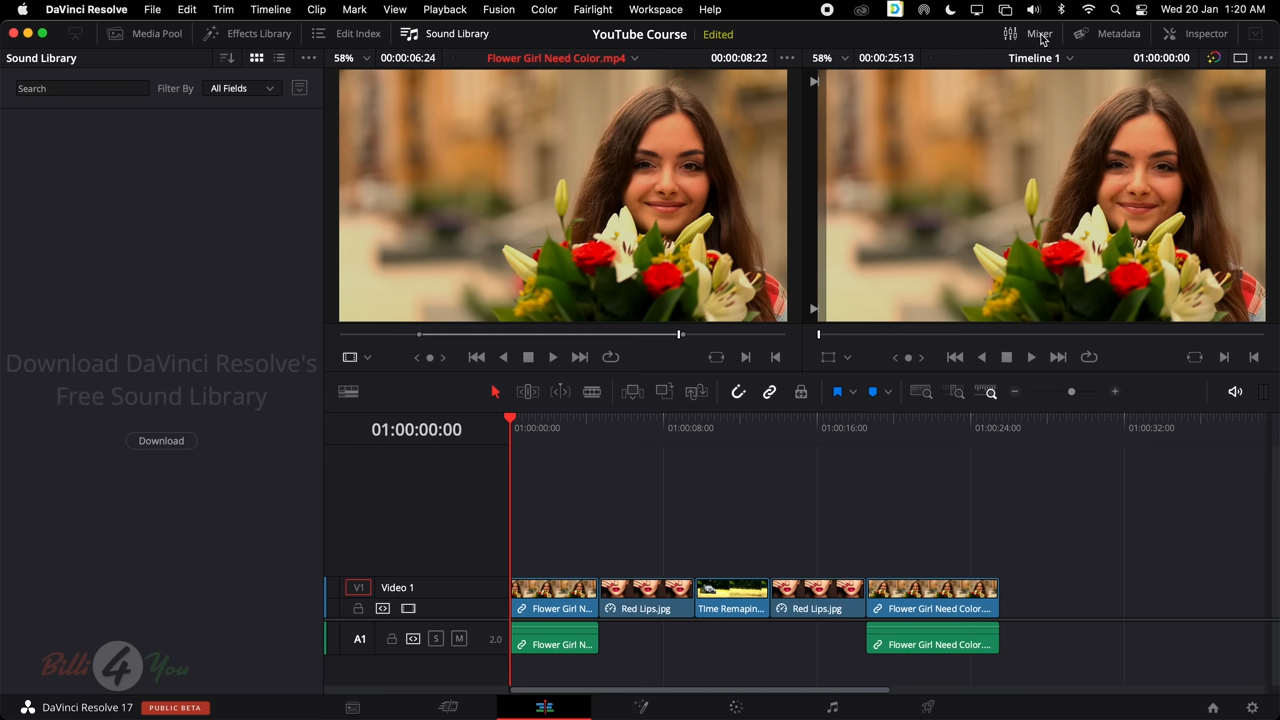 DaVinci Resolve File Edit Trim Timeline Clip Mark View Playback Fusion Color Fairlight Workspace Help Wed 20 Jan 1:20 AM
Media Pool Effects Library Edit Index Sound Library YouTube Course Edited Mixer Metadata Inspector
Sound Library 58% 00:00:06:24 Flower Girl Need Color.mp4 00:00:08:22 58% 00:00:25:13 Timeline 1 01:00:00:00
Search Filter By All Fields
Download DaVinci Resolve's
Free Sound Library
Download
01:00:00:00 01:00:00:00 01:00:08:00 01:00:16:00 01:00:24:00 01:00:32:00
V1 Video 1
Flower Girl N... Red Lips.jpg TIme Remapin... Red Lips.jpg Flower Girl Need Color....
A1 S M 2.0 Flower Girl N... Flower Girl Need Color....
Billi 4 You
DaVinci Resolve 17 PUBLIC BETA